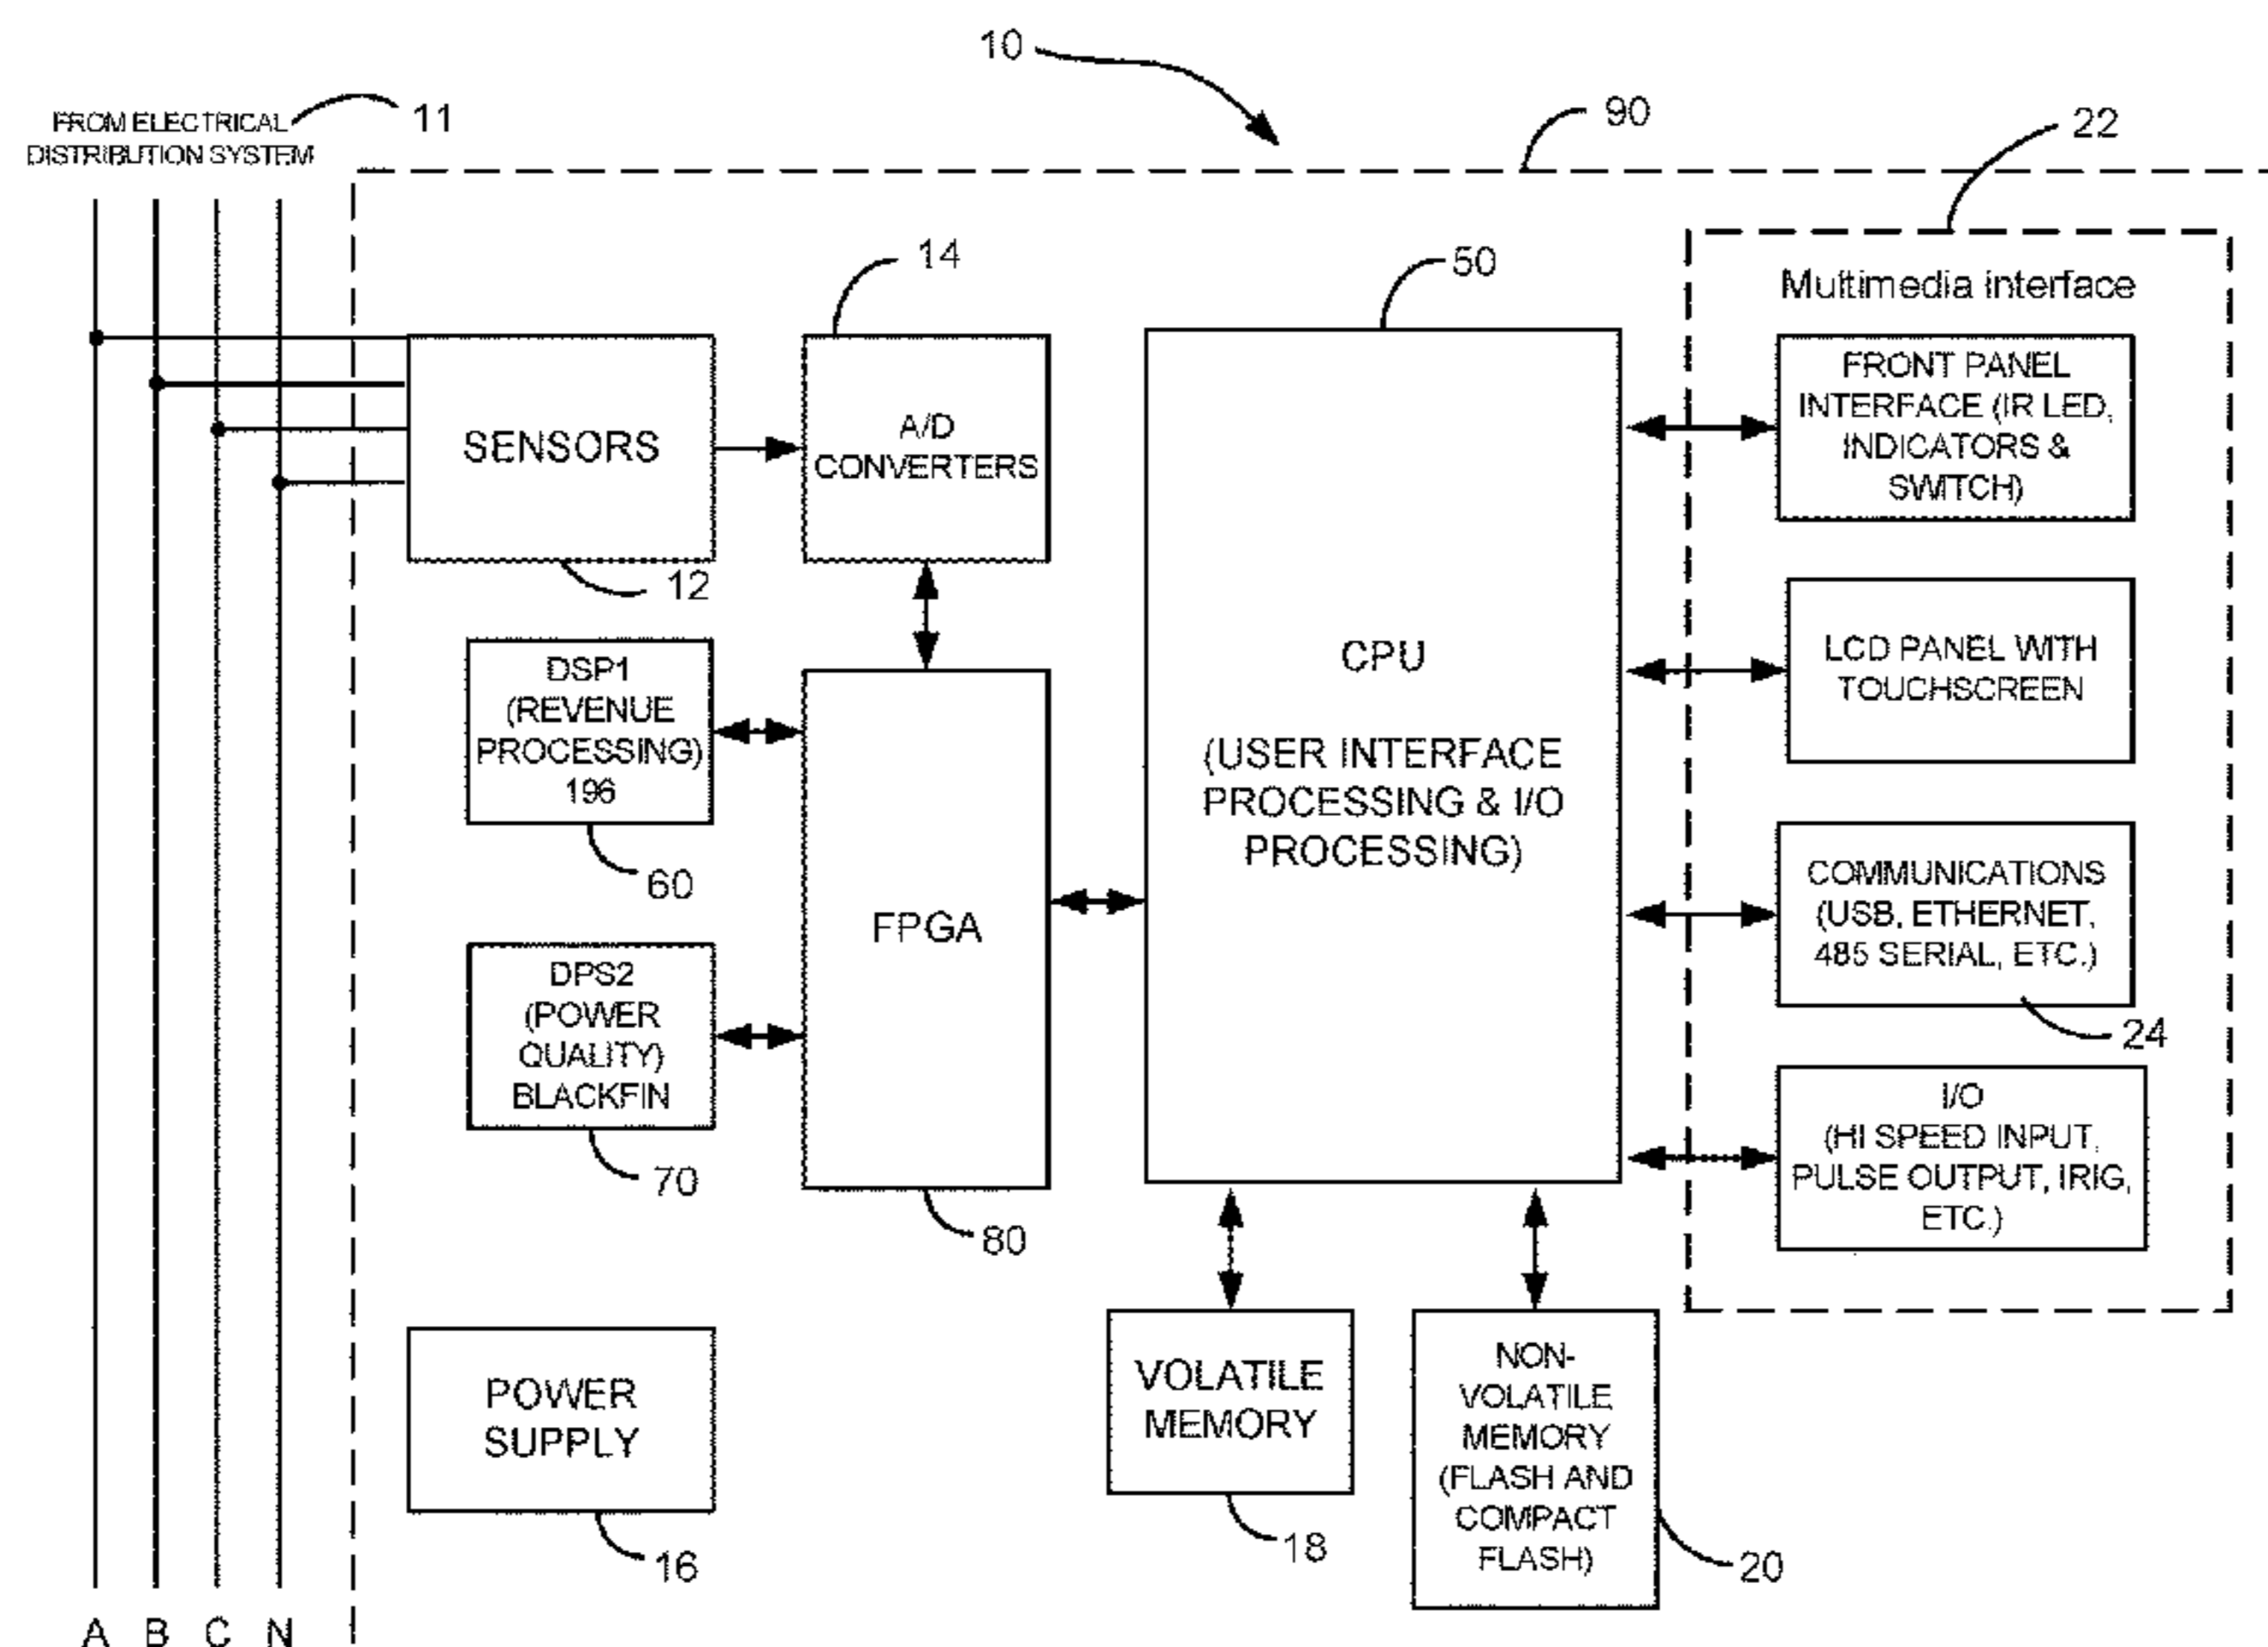 10
FROM ELECTRICAL
DISTRIBUTION SYSTEM
11
90
22
14
50
Multimedia interface
SENSORS
12
A/D
CONVERTERS
CPU
(USER INTERFACE
PROCESSING & I/O
PROCESSING)
FRONT PANEL
INTERFACE (IR LED,
INDICATORS &
SWITCH)
LCD PANEL WITH
TOUCHSCREEN
COMMUNICATIONS
(USB, ETHERNET,
485 SERIAL, ETC.)
24
I/O
(HI SPEED INPUT,
PULSE OUTPUT, IRIG,
ETC.)
DSP1
(REVENUE
PROCESSING)
196
60
DPS2
(POWER
QUALITY)
BLACKFIN
70
FPGA
80
POWER
SUPPLY
16
VOLATILE
MEMORY
18
NON-
VOLATILE
MEMORY
(FLASH AND
COMPACT
FLASH)
20
A B C N